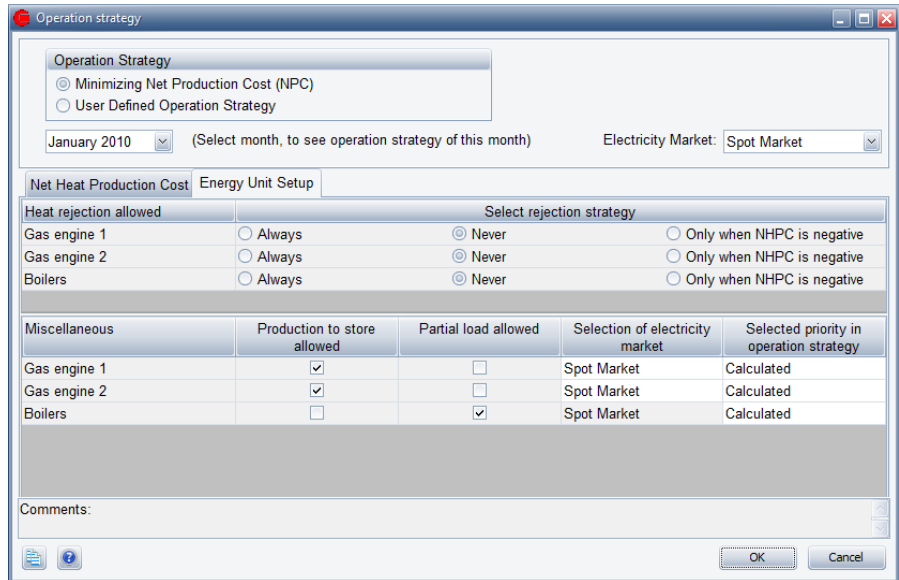 Operation strategy
Operation Strategy
Minimizing Net Production Cost (NPC)
User Defined Operation Strategy
January 2010 (Select month, to see operation strategy of this month) Electricity Market: Spot Market
Net Heat Production Cost Energy Unit Setup
Heat rejection allowed Select rejection strategy
Gas engine 1 Always Never Only when NHPC is negative
Gas engine 2 Always Never Only when NHPC is negative
Boilers Always Never Only when NHPC is negative
Miscellaneous Production to store Partial load allowed Selection of electricity Selected priority in
allowed market operation strategy
Gas engine 1 Spot Market Calculated
Gas engine 2 Spot Market Calculated
Boilers Spot Market Calculated
Comments:
OK Cancel